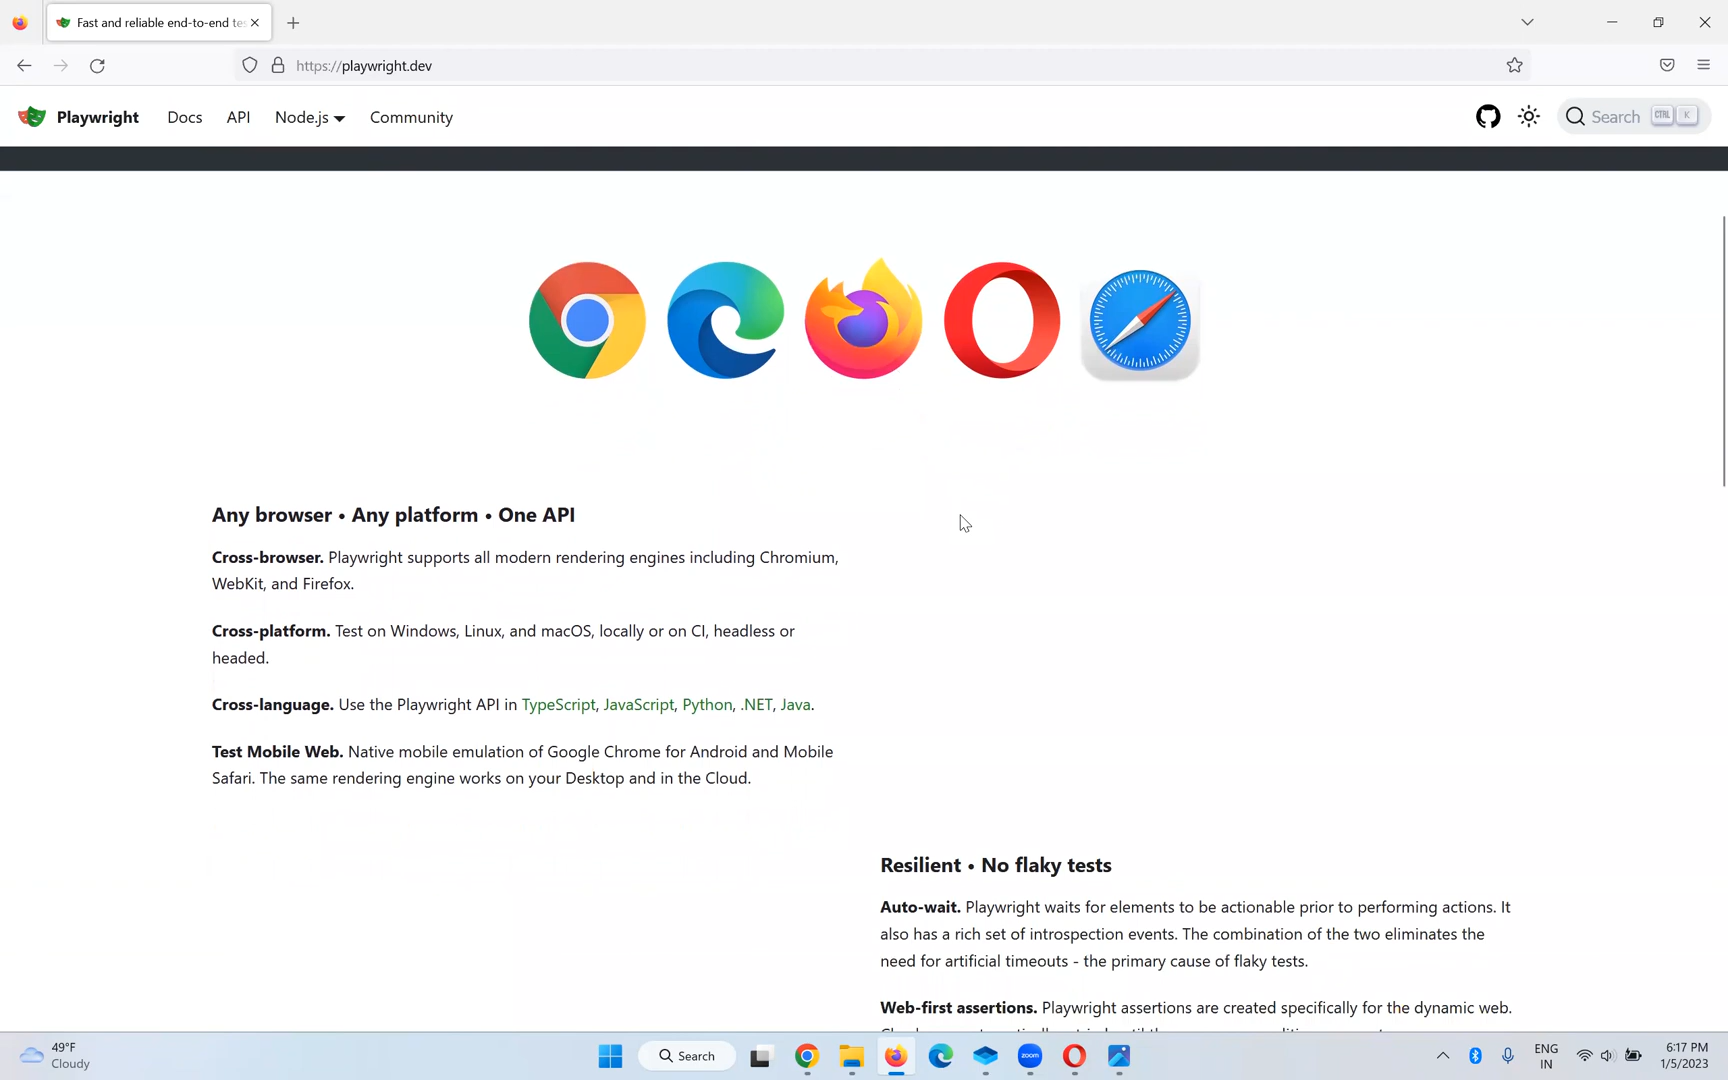 Fast and reliable end-to-end te
https://playwright.dev
Playwright Docs API Node.js Community Search CTRL K
Any browser • Any platform • One API
Cross-browser. Playwright supports all modern rendering engines including Chromium,
WebKit, and Firefox.
Cross-platform. Test on Windows, Linux, and macOS, locally or on CI, headless or
headed.
Cross-language. Use the Playwright API in TypeScript, JavaScript, Python, .NET, Java.
Test Mobile Web. Native mobile emulation of Google Chrome for Android and Mobile
Safari. The same rendering engine works on your Desktop and in the Cloud.
Resilient • No flaky tests
Auto-wait. Playwright waits for elements to be actionable prior to performing actions. It
also has a rich set of introspection events. The combination of the two eliminates the
need for artificial timeouts - the primary cause of flaky tests.
Web-first assertions. Playwright assertions are created specifically for the dynamic web.
49°F
Cloudy
Search
zoom
ENG
IN
6:17 PM
1/5/2023